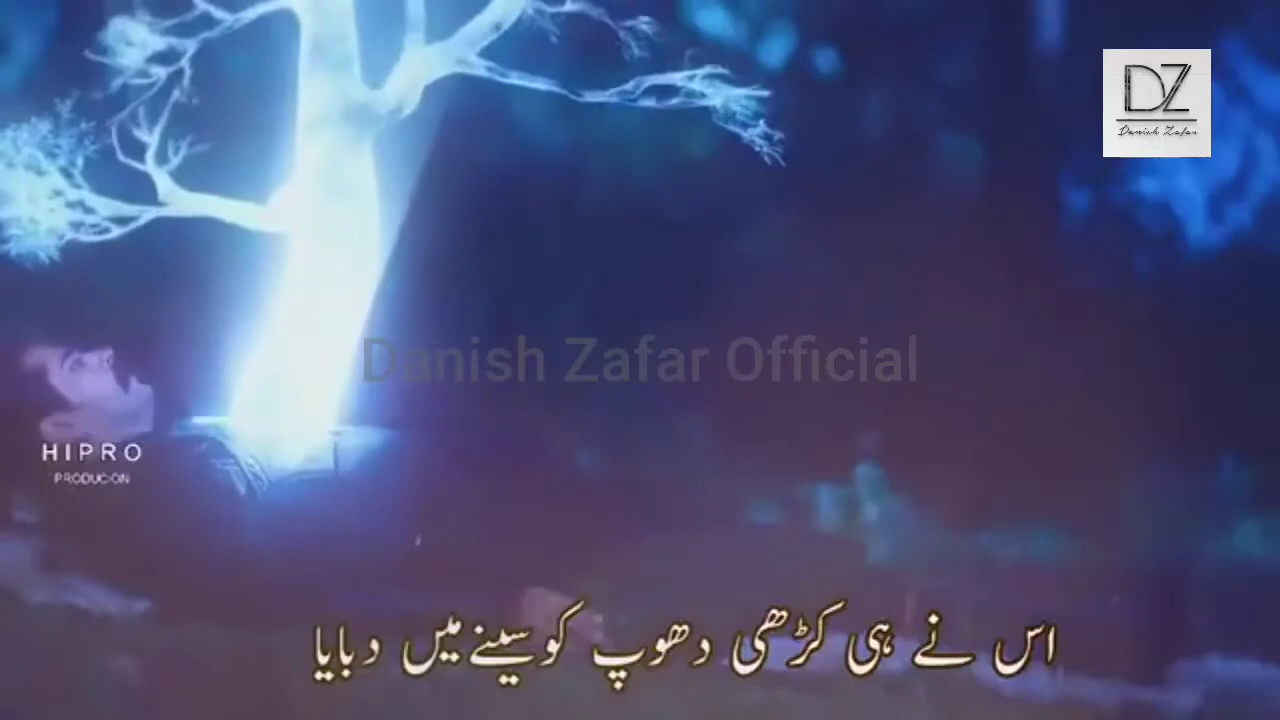 DZ
Danish Zafar
Danish Zafar Official
HIPRO
PRODUCION
اس نے ہی کڑھی دھوپ کو سینے میں دبایا